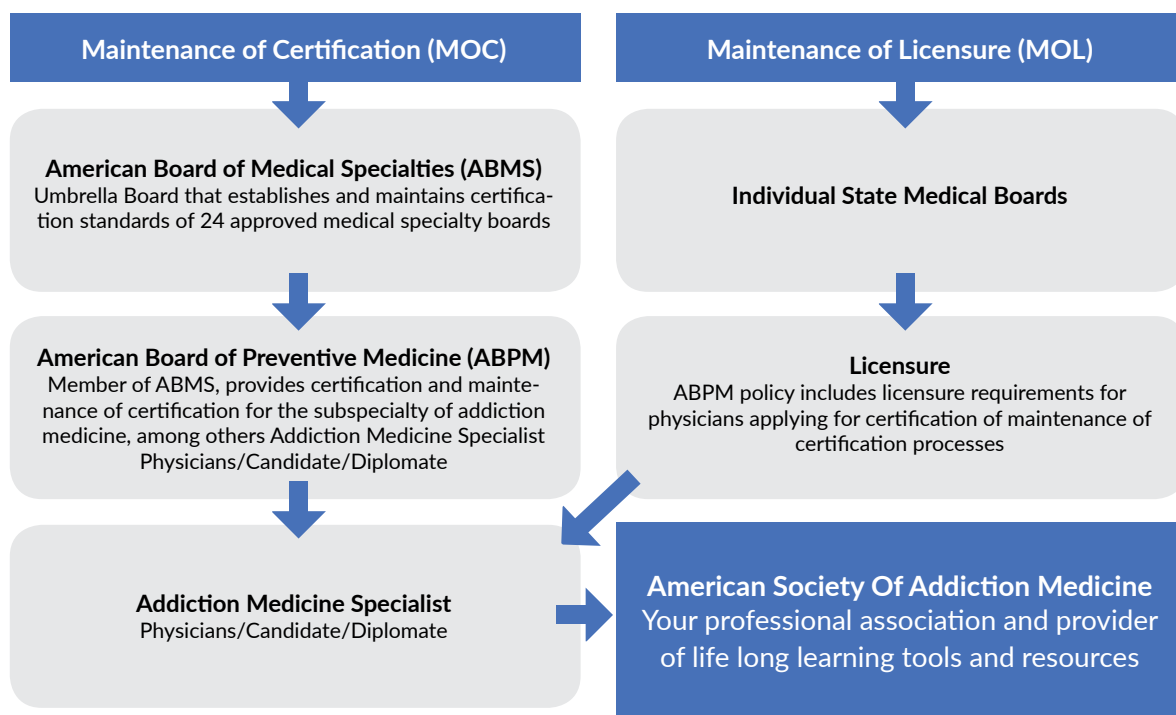 Maintenance of Certification (MOC)
American Board of Medical Specialties (ABMS)
Umbrella Board that establishes and maintains certifica-
tion standards of 24 approved medical specialty boards
American Board of Preventive Medicine (ABPM)
Member of ABMS, provides certification and mainte-
nance of certification for the subspecialty of addiction
medicine, among others Addiction Medicine Specialist
Physicians/Candidate/Diplomate
Addiction Medicine Specialist
Physicians/Candidate/Diplomate
Maintenance of Licensure (MOL)
Individual State Medical Boards
Licensure
ABPM policy includes licensure requirements for
physicians applying for certification of maintenance of
certification processes
American Society Of Addiction Medicine
Your professional association and provider
of life long learning tools and resources